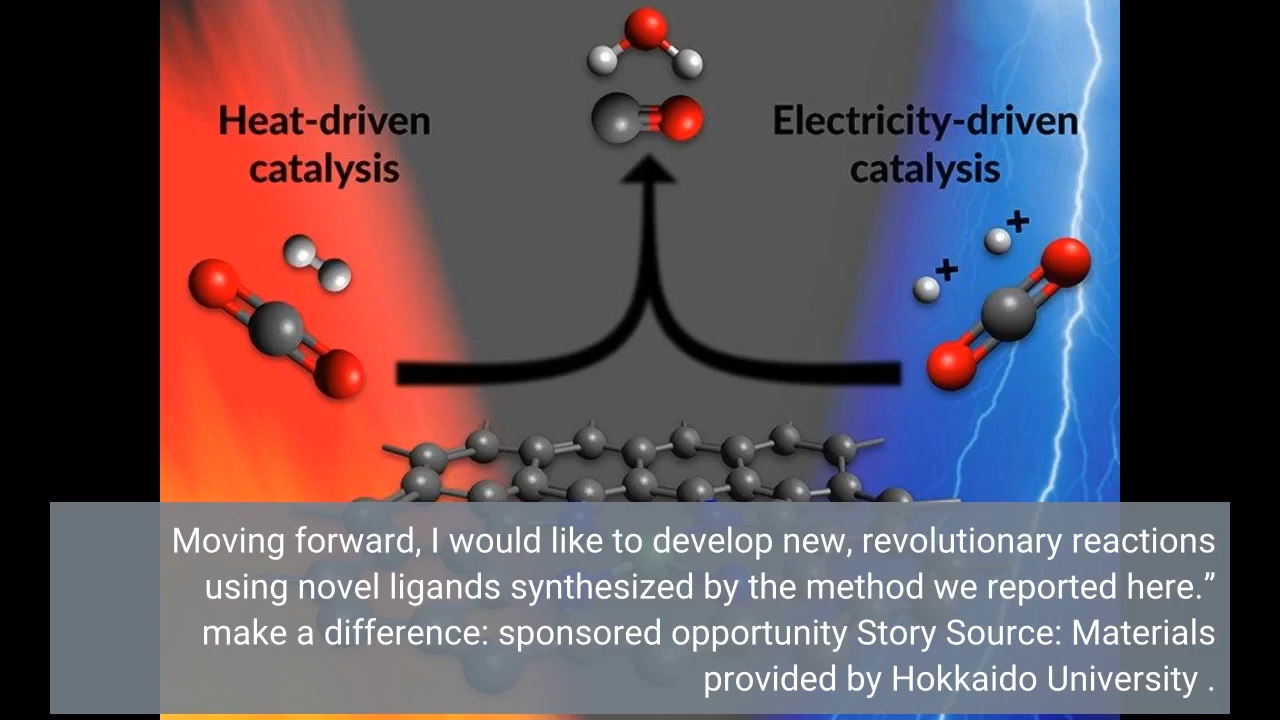 Heat-driven
catalysis
Electricity-driven
catalysis
+
+
Moving forward, I would like to develop new, revolutionary reactions
using novel ligands synthesized by the method we reported here.”
make a difference: sponsored opportunity Story Source: Materials
provided by Hokkaido University .